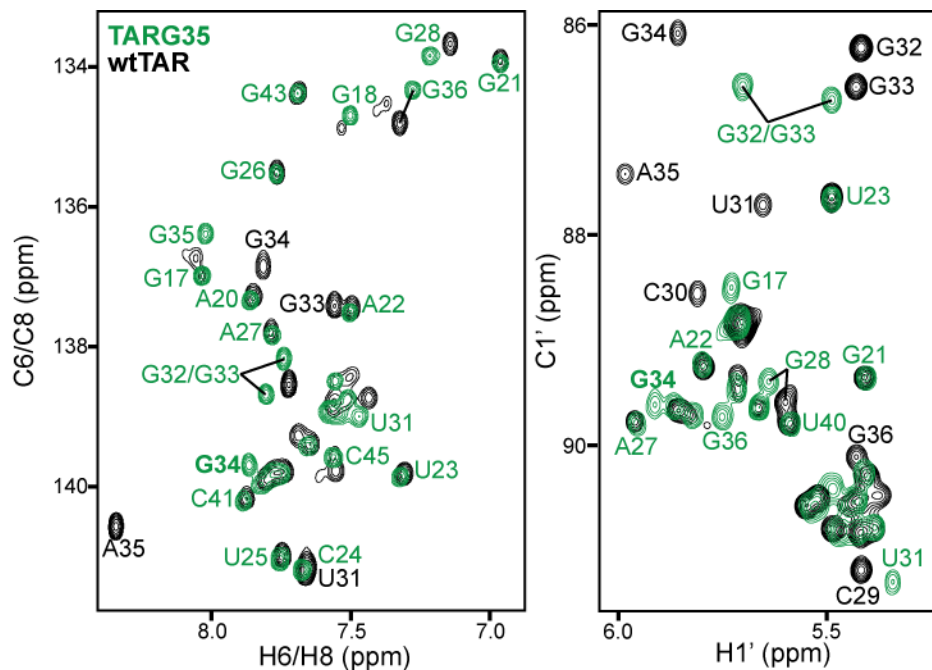 TARG35
wtTAR
G28
G21
G43
G18
G36
G26
G35
G34
G17
A20
G33
A22
A27
G32/G33
U31
G34
C45
U23
C41
A35
U25
C24
U31
134
136
138
140
C6/C8 (ppm)
8.0
7.5
7.0
H6/H8 (ppm)
G34
G32
G33
G32/G33
A35
U31
U23
C30
G17
A22
G28
G21
G34
A27
G36
U40
G36
U31
C29
86
88
90
C1' (ppm)
6.0
5.5
H1' (ppm)